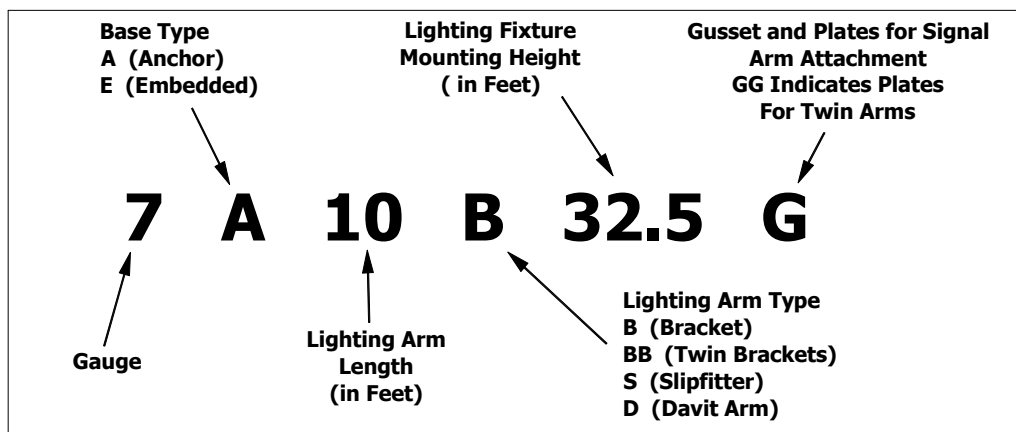 Base Type
A (Anchor)
E (Embedded)
Lighting Fixture
Mounting Height
( in Feet)
Gusset and Plates for Signal
Arm Attachment
GG Indicates Plates
For Twin Arms
7 A 10 B 32.5 G
Gauge
Lighting Arm
Length
(in Feet)
Lighting Arm Type
B (Bracket)
BB (Twin Brackets)
S (Slipfitter)
D (Davit Arm)